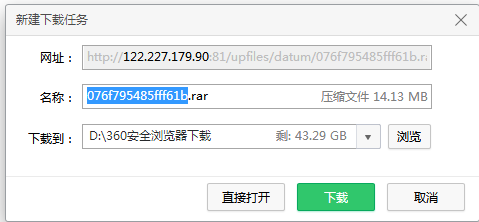 新建下载任务
网址： http://122.227.179.90:81/upfiles/datum/076f795485fff61b.ra
名称： 076f795485fff61b.rar 压缩文件 14.13 MB
下载到： D:\360安全浏览器下载 剩: 43.29 GB 浏览
直接打开 下载 取消